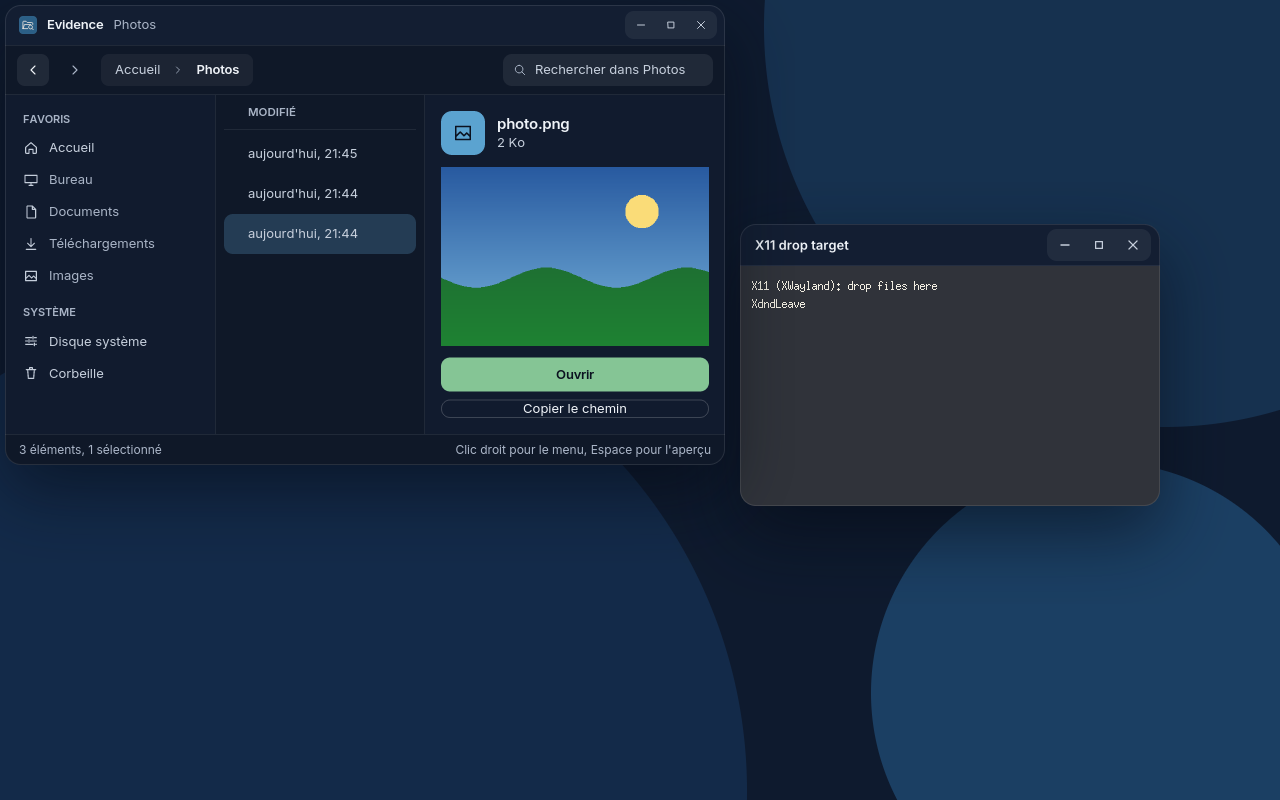 Evidence Photos
Accueil Photos
Rechercher dans Photos
FAVORIS
Accueil
Bureau
Documents
Téléchargements
Images
SYSTÈME
Disque système
Corbeille
MODIFIÉ
aujourd'hui, 21:45
aujourd'hui, 21:44
aujourd'hui, 21:44
photo.png
2 Ko
Ouvrir
Copier le chemin
3 éléments, 1 sélectionné
Clic droit pour le menu, Espace pour l'aperçu
X11 drop target
X11 (XWayland): drop files here
XdndLeave